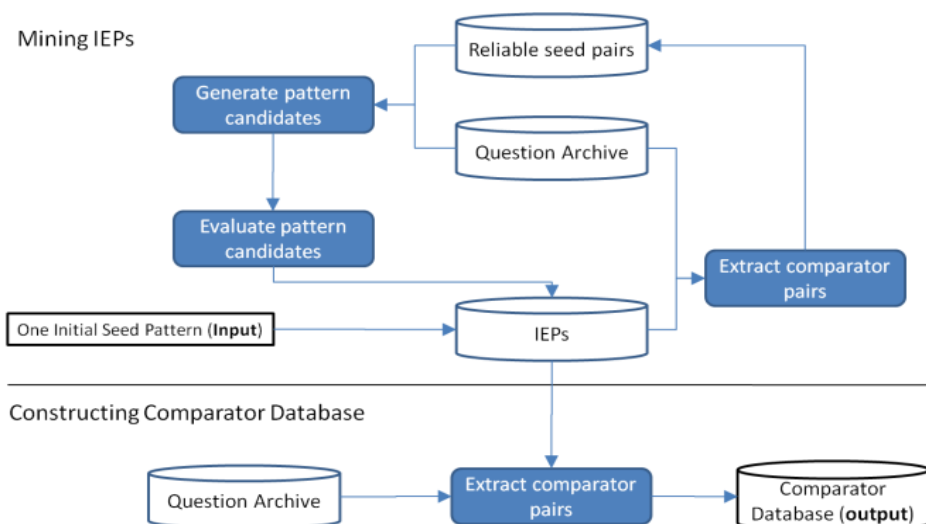 Mining IEPs
Reliable seed pairs
Generate pattern
candidates
Question Archive
Evaluate pattern
candidates
Extract comparator
pairs
One Initial Seed Pattern (Input)
IEPs
Constructing Comparator Database
Question Archive
Extract comparator
pairs
Comparator
Database (output)